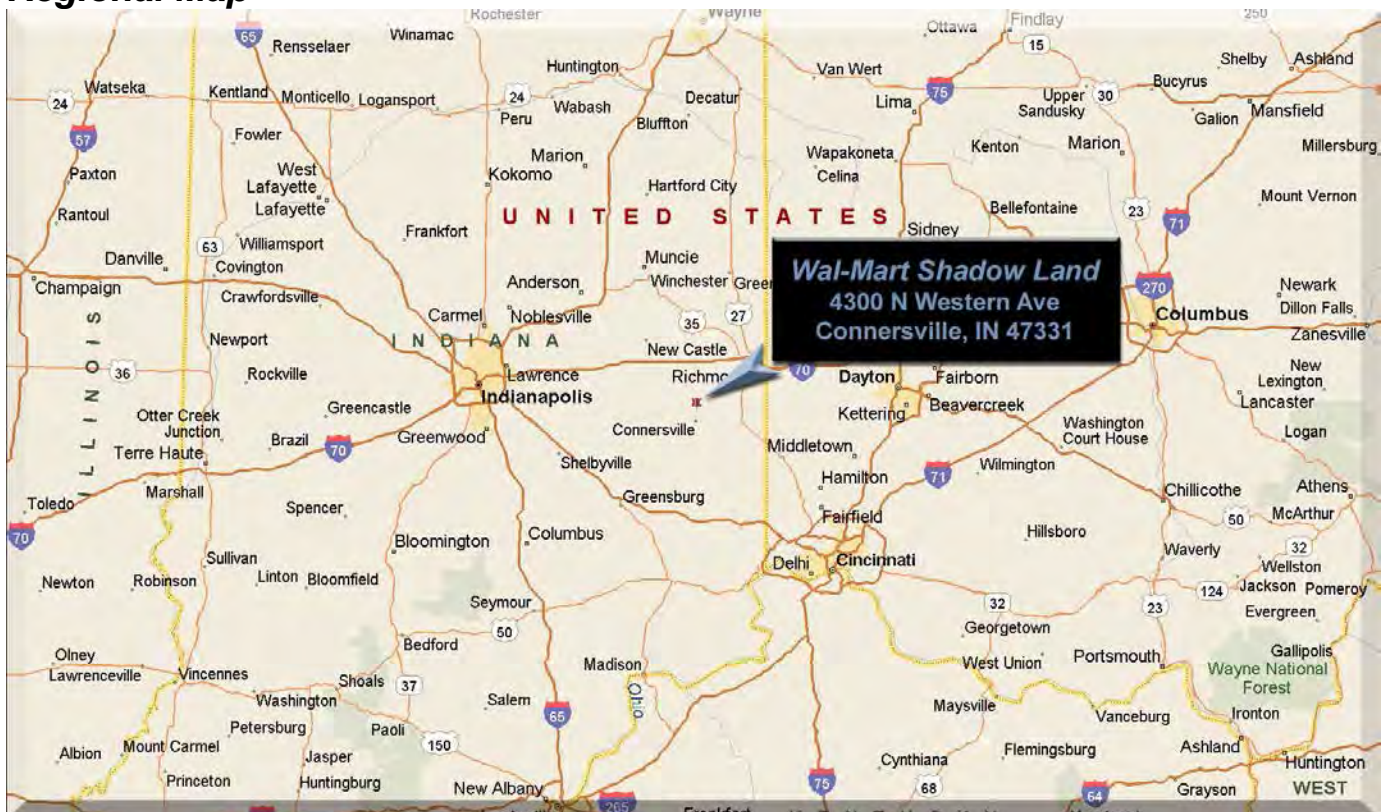 Regional Map
Rochester
Wayne
Findlay
250
65
Winamac
Ottawa
15
Rensselaer
Shelby
Ashland
Huntington
Van Wert
Bucyrus
Watseka
Kentland
Monticello
Logansport
24
Wabash
Decatur
75
Lima
Upper
Sandusky
30
24
Peru
Bluffton
Galion
Mansfield
57
Fowler
Marion
Wapakoneta
Kenton
Marion
Millersburg
Paxton
West
Lafayette
Kokomo
Celina
Lafayette
Hartford City
Mount Vernon
Rantoul
UNITED STATES
Bellefontaine
23
71
Frankfort
Sidney
63
Williamsport
Danville
Covington
Muncie
Wal-Mart Shadow Land
4300 N Western Ave
Connersville, IN 47331
Champaign
Crawfordsville
Anderson
Winchester
270
Newark
Noblesville
Dillon Falls
Carmel
35
27
Columbus
Zanesville
ILLINOIS
INDIANA
Newport
New Castle
36
Rockville
Lawrence
Richmo
70
Dayton
Fairborn
New
Lexington
Indianapolis
Kettering
Beavercreek
Lancaster
Otter Creek
Junction
Greencastle
Connersville
Washington
Court House
Logan
Brazil
70
Greenwood
Middletown
Terre Haute
Shelbyville
Wilmington
71
Hamilton
Marshall
Greensburg
Chillicothe
Athens
Toledo
Spencer
Fairfield
50
McArthur
70
Columbus
Hillsboro
Bloomington
32
Sullivan
Delhi
Cincinnati
Waverly
Wellston
Newton
Robinson
Linton
Bloomfield
124
Jackson
Pomeroy
Seymour
32
23
Evergreen
50
Georgetown
Olney
Bedford
Gallipolis
Lawrenceville
Madison
West Union
Portsmouth
Wayne National
Forest
Vincennes
Shoals
37
Ohio
Washington
Salem
65
Maysville
Vanceburg
Ironton
Petersburg
Paoli
150
Albion
Mount Carmel
Jasper
Cynthiana
Flemingsburg
Ashland
Huntington
Princeton
Huntingburg
New Albany
75
68
64
Grayson
WEST
265
Frankfort